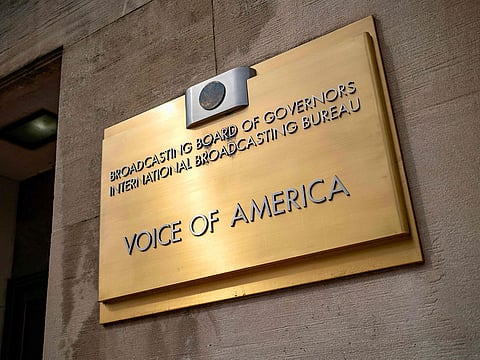 BROADCASTING BOARD OF GOVERNORS
INTERNATIONAL BROADCASTING BUREAU
VOICE OF AMERICA